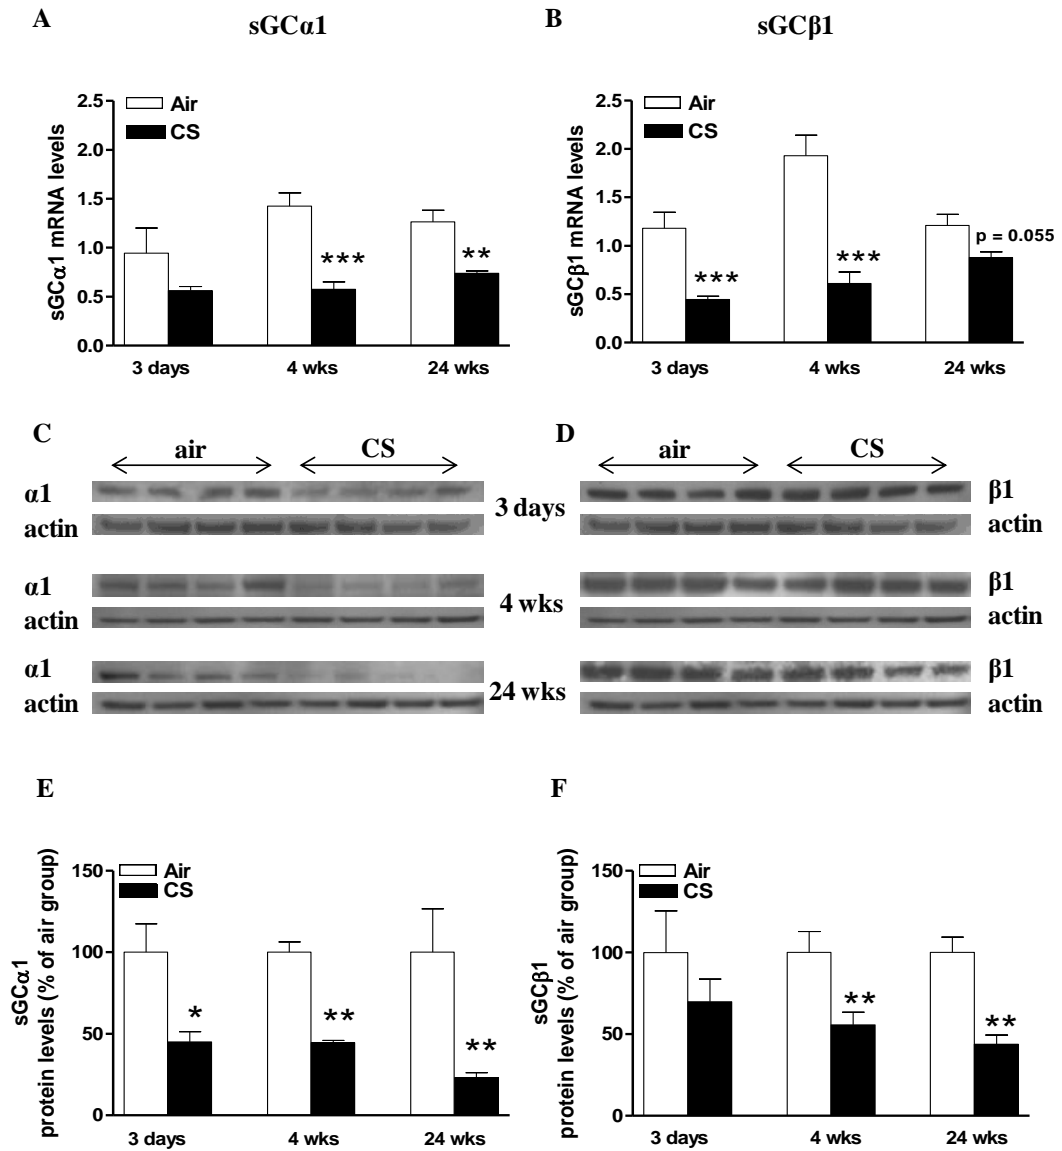 A
sGCα1
B
sGCβ1
sGCα1 mRNA levels
2.5
2.0
1.5
1.0
0.5
0.0
Air
CS
***
**
3 days
4 wks
24 wks
sGCβ1 mRNA levels
2.5
2.0
1.5
1.0
0.5
0.0
Air
CS
***
***
p = 0.055
3 days
4 wks
24 wks
C
air
CS
D
air
CS
α1
actin
3 days
β1
actin
α1
actin
4 wks
β1
actin
α1
actin
24 wks
β1
actin
E
sGCα1
protein levels (% of air group)
150
100
50
0
Air
CS
*
**
**
3 days
4 wks
24 wks
F
sGCβ1
protein levels (% of air group)
150
100
50
0
Air
CS
**
**
3 days
4 wks
24 wks